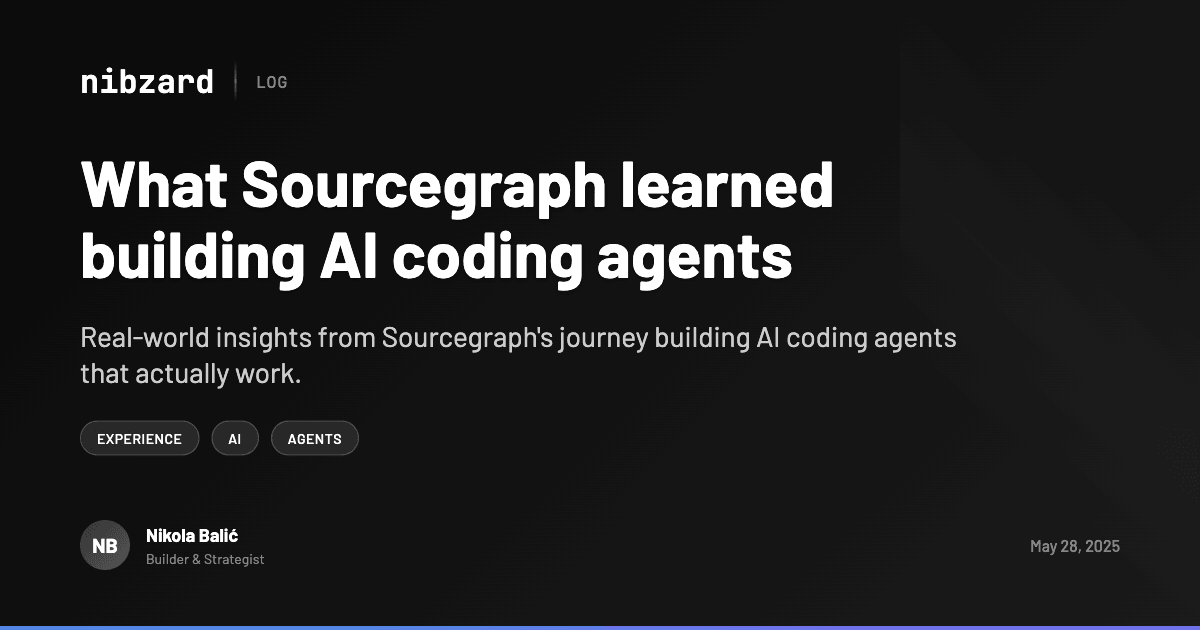 nibzard
LOG
What Sourcegraph learned
building AI coding agents
Real-world insights from Sourcegraph's journey building AI coding agents
that actually work.
EXPERIENCE
AI
AGENTS
NB
Nikola Balić
Builder & Strategist
May 28, 2025